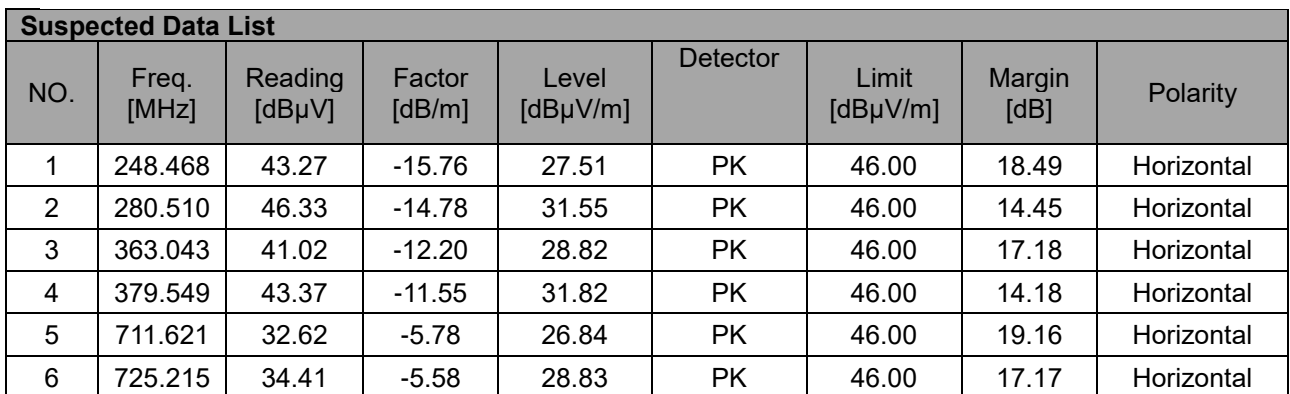 Suspected Data List
NO. Freq. [MHz] Reading [dBµV] Factor [dB/m] Level [dBµV/m] Detector Limit [dBµV/m] Margin [dB] Polarity
1 248.468 43.27 -15.76 27.51 PK 46.00 18.49 Horizontal
2 280.510 46.33 -14.78 31.55 PK 46.00 14.45 Horizontal
3 363.043 41.02 -12.20 28.82 PK 46.00 17.18 Horizontal
4 379.549 43.37 -11.55 31.82 PK 46.00 14.18 Horizontal
5 711.621 32.62 -5.78 26.84 PK 46.00 19.16 Horizontal
6 725.215 34.41 -5.58 28.83 PK 46.00 17.17 Horizontal